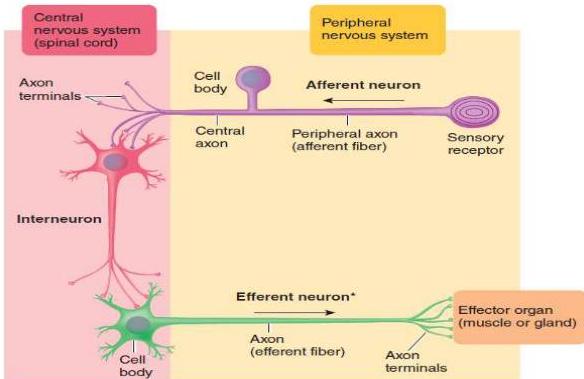 Central
nervous system
(spinal cord)
Peripheral
nervous system
Axon
terminals
Cell
body
Afferent neuron
Central
axon
Peripheral axon
(afferent fiber)
Sensory
receptor
Interneuron
Efferent neuron*
Effector organ
(muscle or gland)
Cell
body
Axon
(efferent fiber)
Axon
terminals